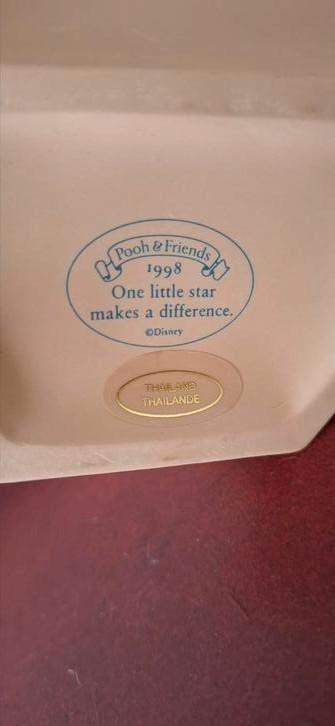 Pooh & Friends
1998
One little star
makes a difference.
©Disney
THAILAND
THAILANDE